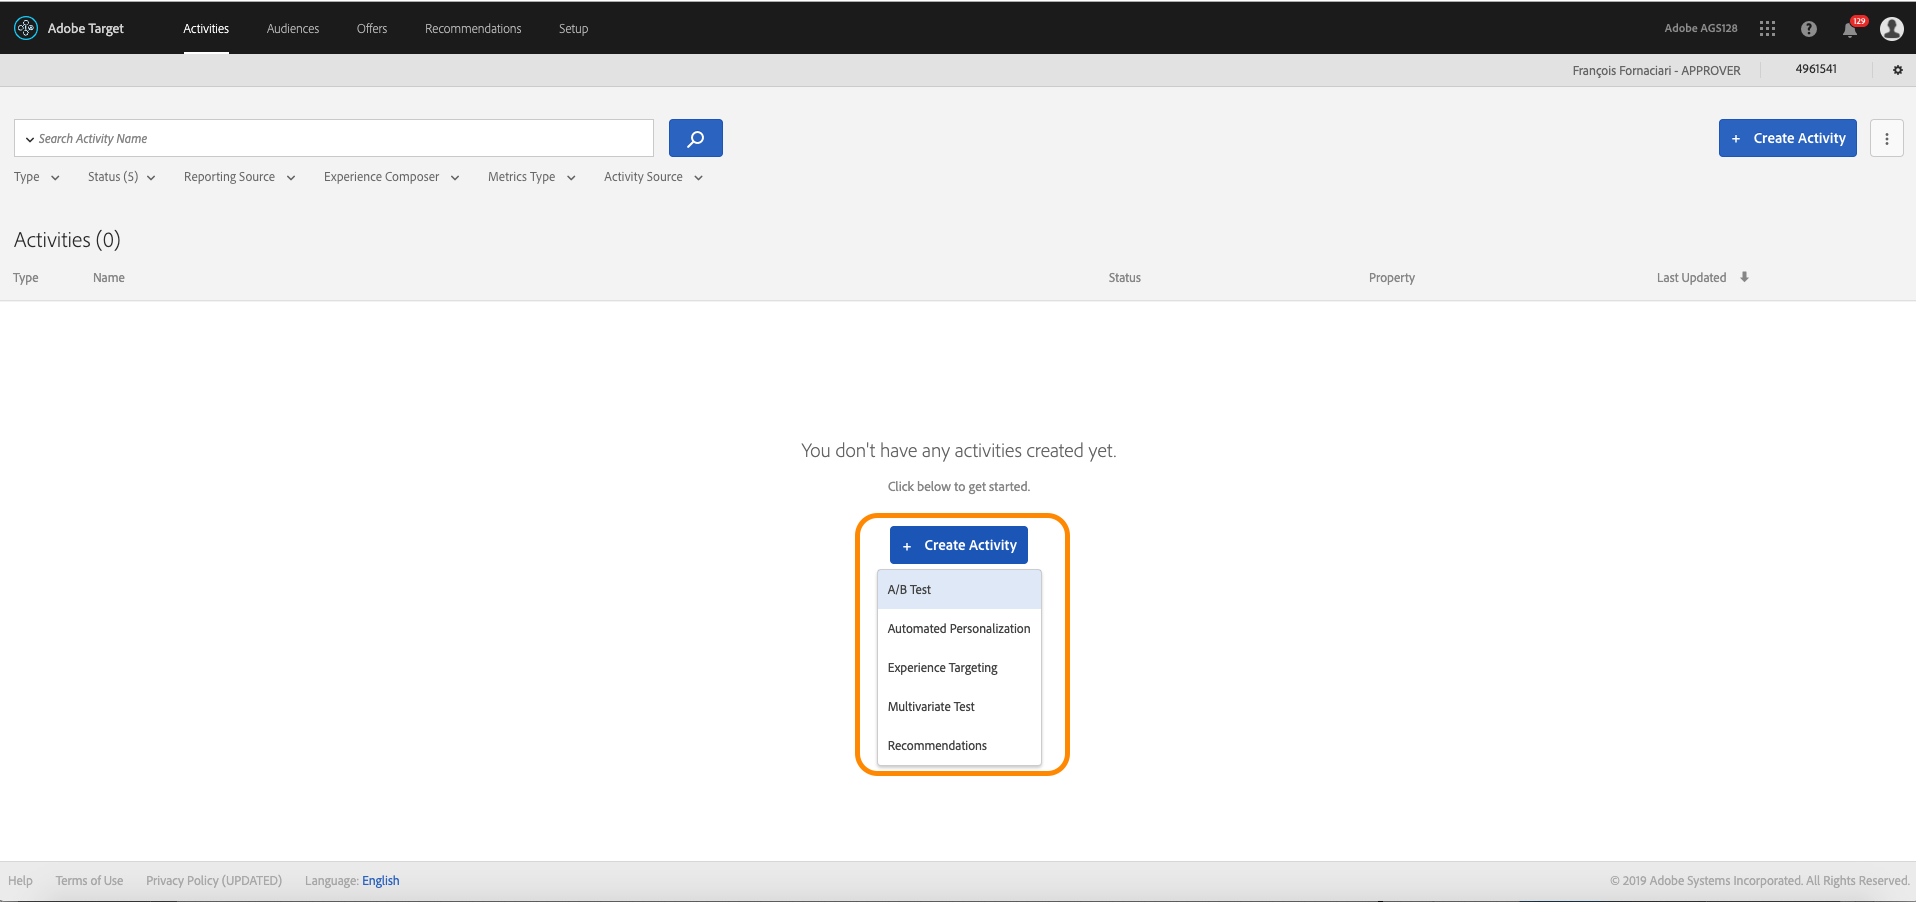 Adobe Target Activities Audiences Offers Recommendations Setup Adobe AGS128 ? 129
François Fornaciari - APPROVER 4961541
Search Activity Name + Create Activity
Type Status (5) Reporting Source Experience Composer Metrics Type Activity Source
Activities (0)
Type Name Status Property Last Updated
You don't have any activities created yet.
Click below to get started.
+ Create Activity
A/B Test
Automated Personalization
Experience Targeting
Multivariate Test
Recommendations
Help Terms of Use Privacy Policy (UPDATED) Language: English © 2019 Adobe Systems Incorporated. All Rights Reserved.